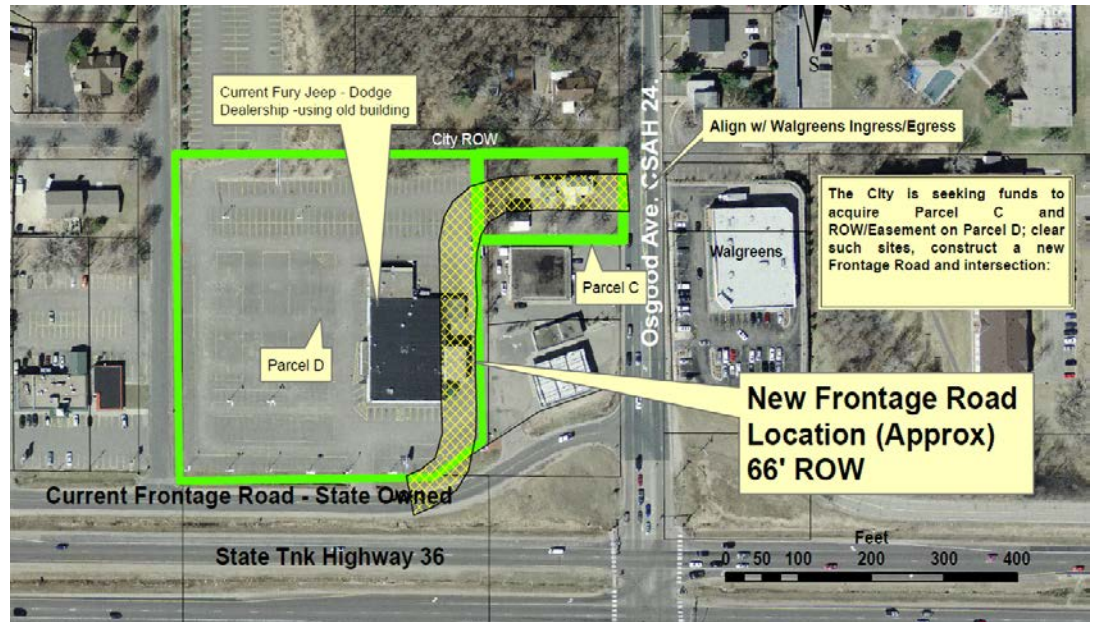 S
Current Fury Jeep - Dodge
Dealership -using old building
City ROW
Osgood Ave. CSAH 24.
Align w/ Walgreens Ingress/Egress
The City is seeking funds to
acquire Parcel C and
ROW/Easement on Parcel D; clear
such sites, construct a new
Frontage Road and intersection:
Walgreens
Parcel C
Parcel D
New Frontage Road
Location (Approx)
66' ROW
Current Frontage Road - State Owned
State Tnk Highway 36
Feet
0 50 100 200 300 400